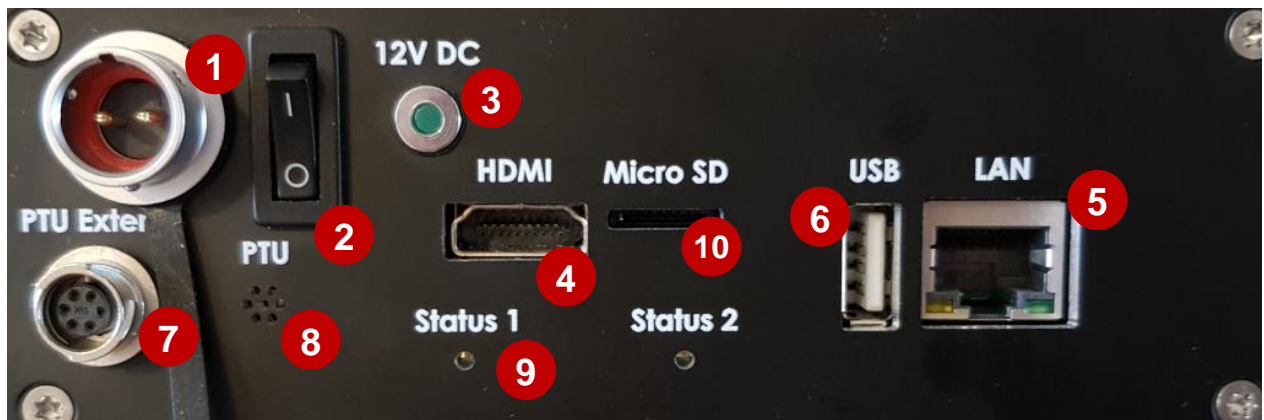 1
I
O
2
12V DC
3
HDMI
4
Micro SD
10
USB
6
LAN
5
PTU Exter
7
PTU
8
Status 1
9
Status 2